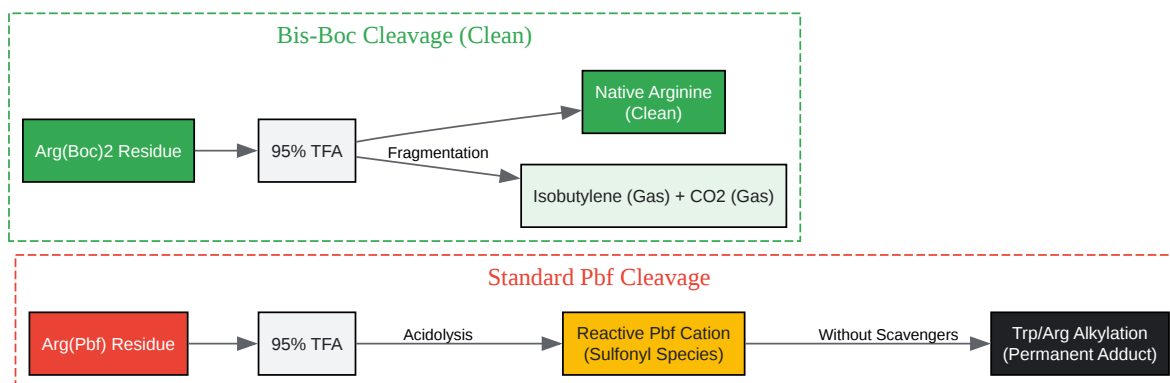 Bis-Boc Cleavage (Clean)
Arg(Boc)2 Residue
95% TFA
Fragmentation
Native Arginine
(Clean)
Isobutylene (Gas) + CO2 (Gas)
Standard Pbf Cleavage
Arg(Pbf) Residue
95% TFA
Acidolysis
Reactive Pbf Cation
(Sulfonyl Species)
Without Scavengers
Trp/Arg Alkylation
(Permanent Adduct)